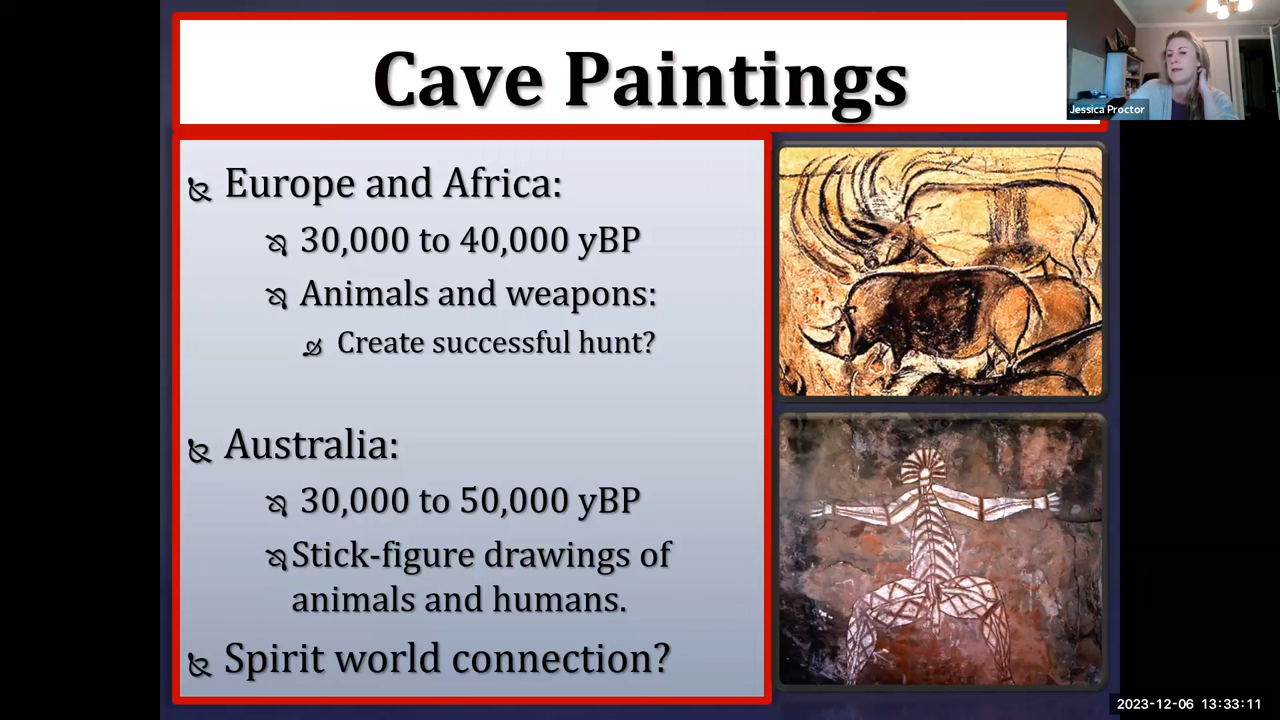 Cave Paintings
Jessica Proctor
Europe and Africa:
30,000 to 40,000 yBP
Animals and weapons:
Create successful hunt?
Australia:
30,000 to 50,000 yBP
Stick-figure drawings of
animals and humans.
Spirit world connection?
2023-12-06 13:33:11